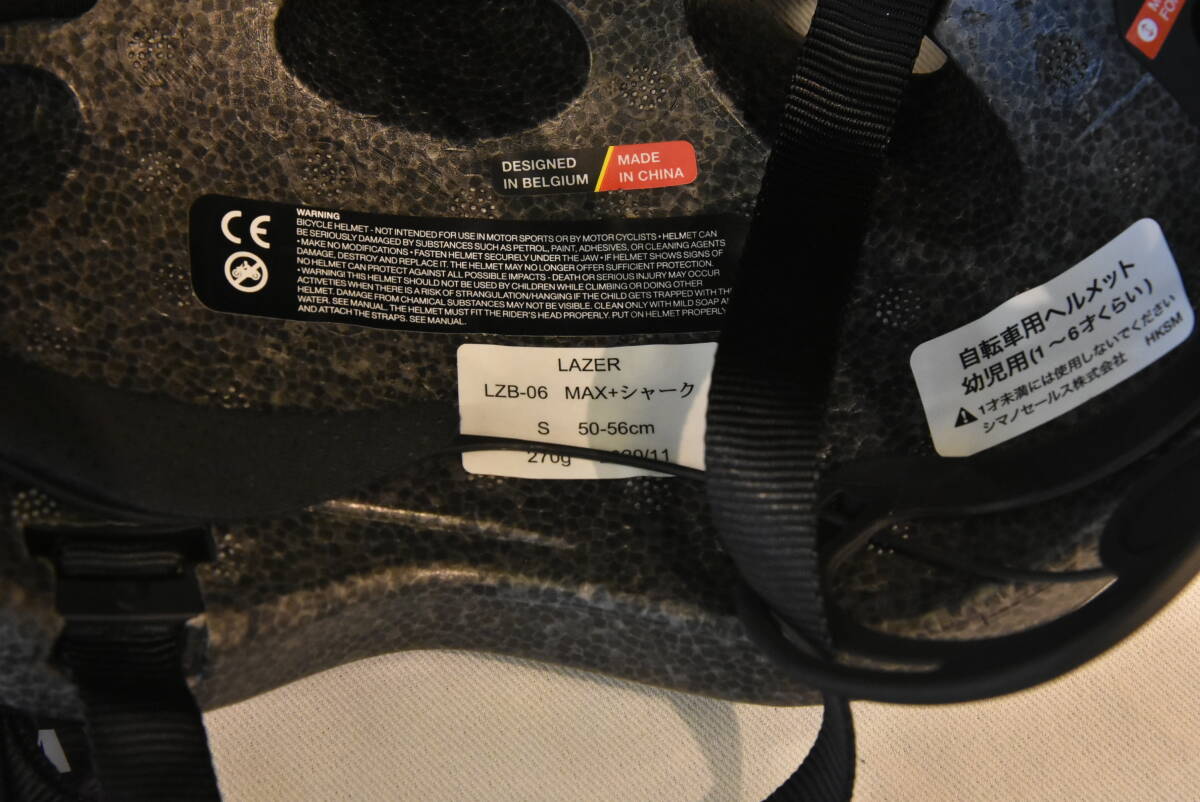 DESIGNED
IN BELGIUM
MADE
IN CHINA
CE
WARNING
BICYCLE HELMET - NOT INTENDED FOR USE IN MOTOR SPORTS OR BY MOTOR CYCLISTS • HELMET CAN
BE SERIOUSLY DAMAGED BY SUBSTANCES SUCH AS PETROL, PAINT, ADHESIVES, OR CLEANING AGENTS
• MAKE NO MODIFICATIONS • FASTEN HELMET SECURELY UNDER THE JAW • IF HELMET SHOWS SIGNS OF
DAMAGE, DESTROY AND REPLACE IT. THE HELMET MAY NO LONGER OFFER SUFFICIENT PROTECTION.
NO HELMET CAN PROTECT AGAINST ALL POSSIBLE IMPACTS - DEATH OR SERIOUS INJURY MAY OCCUR
• WARNING! THIS HELMET SHOULD NOT BE USED BY CHILDREN WHILE CLIMBING OR DOING OTHER
ACTIVETIES WHEN THERE IS A RISK OF STRANGULATION/HANGING IF THE CHILD GETS TRAPPED WITH THE
HELMET. DAMAGE FROM CHAMICAL SUBSTANCES MAY NOT BE VISIBLE. CLEAN ONLY WITH MILD SOAP
WATER. SEE MANUAL. THE HELMET MUST FIT THE RIDER'S HEAD PROPERLY. PUT ON HELMET PROPERLY
AND ATTACH THE STRAPS. SEE MANUAL.
LAZER
LZB-06 MAX+シャーク
S 50-56cm
270g
自転車用ヘルメット
幼児用(1～6才くらい)
1才未満には使用しないでください
シマノセールス株式会社 HKSM